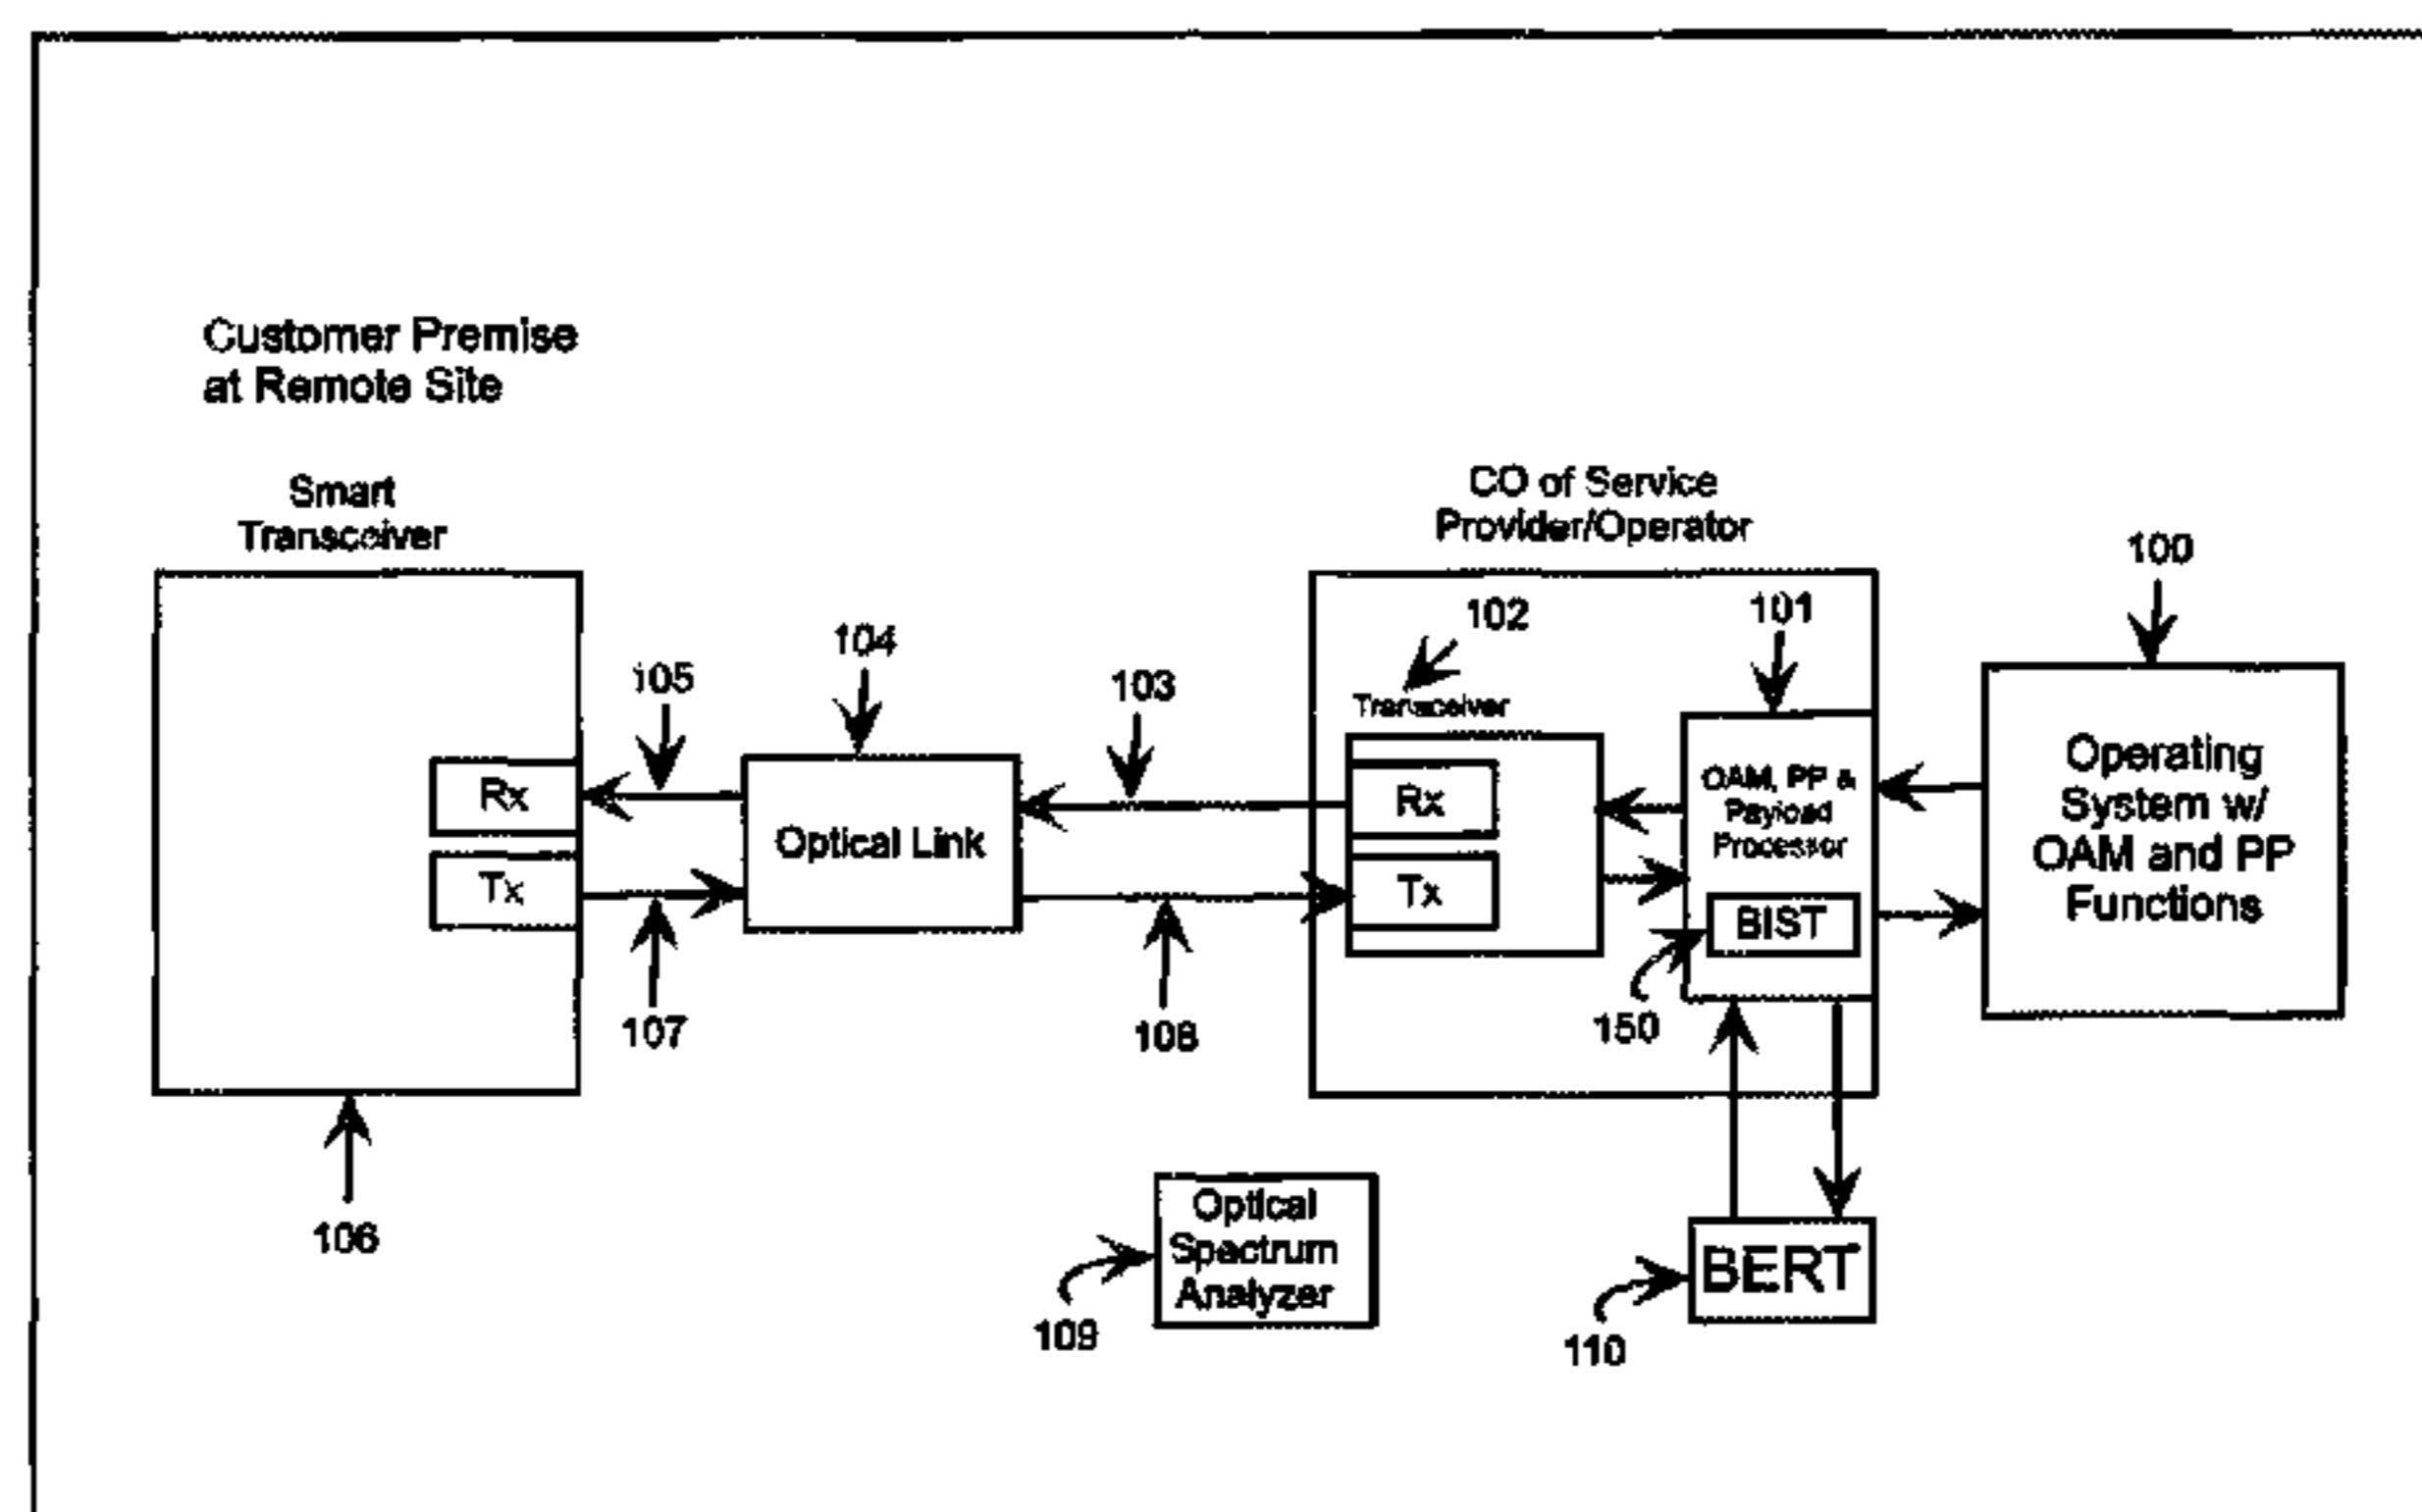 Customer Premise
at Remote Site
Smart
Transceiver
CO of Service
Provider/Operator
100
102
101
104
105
103
Transceiver
Rx
Tx
Optical Link
Rx
Tx
OAM, PP &
Payload
Processor
BIST
Operating
System w/
OAM and PP
Functions
107
108
150
106
Optical
Spectrum
Analyzer
109
BERT
110